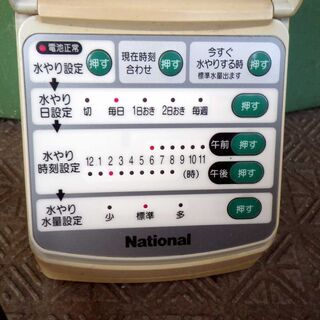 電池正常
水やり設定 押す
現在時刻
合わせ 押す
今すぐ
水やりする時
標準水量出ます 押す
水やり
日設定
切 毎日 1日おき 2日おき 毎週
押す
水やり
時刻設定
12 1 2 3 4 5 6 7 8 9 10 11
(時)
午前 押す
午後 押す
水やり
水量設定
少 標準 多
押す
National